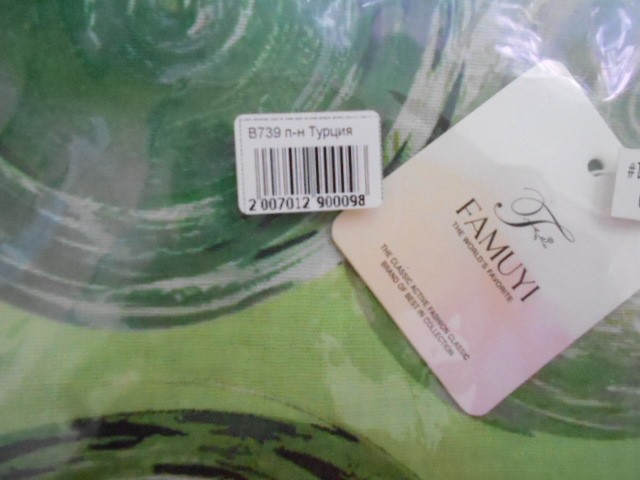 B739 п-н Турция
2 007012 900098
FAMUYI
THE WORLD'S FAVORITE
THE CLASSIC ACTIVE FASHION CLASSIC
BRAND OF BEST IN COLLECTION